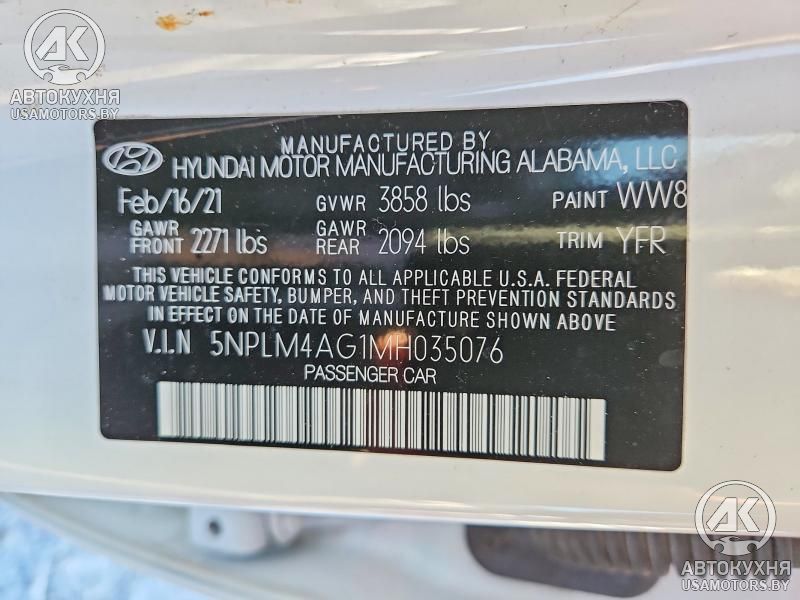 AK
АВТОКУХНЯ
USAMOTORS.BY
MANUFACTURED BY
HYUNDAI MOTOR MANUFACTURING ALABAMA, LLC
Feb/16/21 GVWR 3858 lbs PAINT WW8
GAWR FRONT 2271 lbs GAWR REAR 2094 lbs TRIM YFR
THIS VEHICLE CONFORMS TO ALL APPLICABLE U.S.A. FEDERAL
MOTOR VEHICLE SAFETY, BUMPER, AND THEFT PREVENTION STANDARDS
IN EFFECT ON THE DATE OF MANUFACTURE SHOWN ABOVE
V.I.N 5NPLM4AG1MH035076
PASSENGER CAR
AK
АВТОКУХНЯ
USAMOTORS.BY